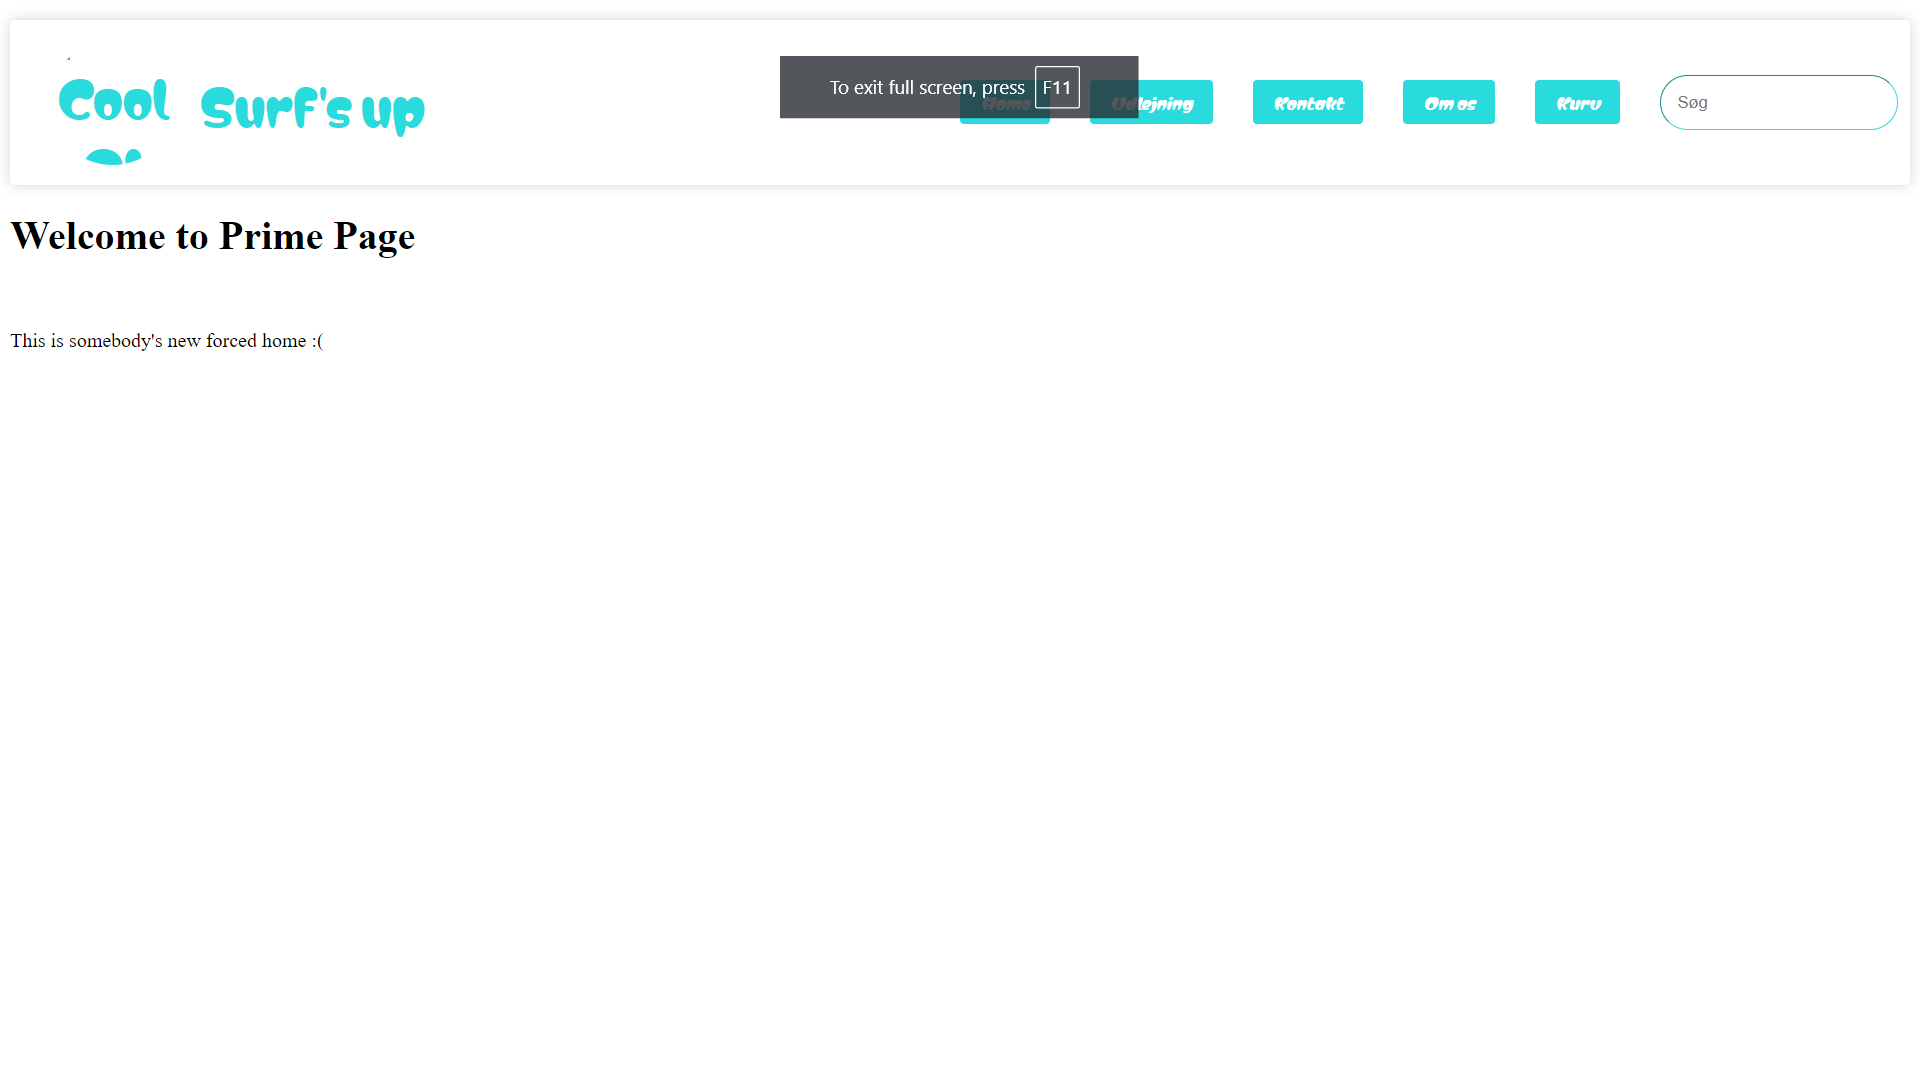 Cool
Surf's up
To exit full screen, press F11
Home
Udlejning
Kontakt
Om os
Kurv
Søg
Welcome to Prime Page
This is somebody's new forced home :(